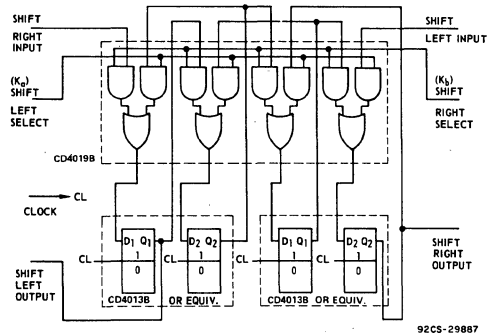 SHIFT
RIGHT INPUT
SHIFT
LEFT INPUT
(Ka)
SHIFT
LEFT
SELECT
(Kb)
SHIFT
RIGHT
SELECT
CD4019B
CL
CLOCK
D1 Q1
1
0
D2 Q2
1
0
D1 Q1
1
0
D2 Q2
1
0
CL
CL
CL
CL
SHIFT
LEFT
OUTPUT
SHIFT
RIGHT
OUTPUT
CD4013B OR EQUIV.
CD4013B OR EQUIV.
92CS-29887